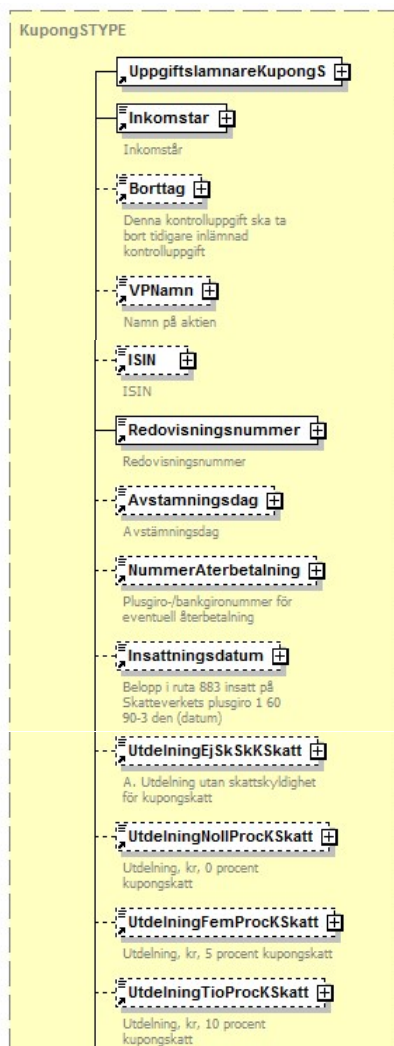 KupongSTYPE
UppgiftslamnareKupongS
Inkomstar
Inkomstår
Borttag
Denna kontrolluppgift ska ta
bort tidigare inlämnad
kontrolluppgift
VPNamn
Namn på aktien
ISIN
ISIN
Redovisningsnummer
Redovisningsnummer
Avstamningsdag
Avstämningsdag
NummerAterbetalning
Plusgiro-/bankgironummer för
eventuell återbetalning
Insattningsdatum
Belopp i ruta 883 insatt på
Skatteverkets plusgiro 1 60
90-3 den (datum)
UtdelningEjSkSkKSkatt
A. Utdelning utan skattskyldighet
för kupongskatt
UtdelningNollProcKSkatt
Utdelning, kr, 0 procent
kupongskatt
UtdelningFemProcKSkatt
Utdelning, kr, 5 procent kupongskatt
UtdelningTioProcKSkatt
Utdelning, kr, 10 procent
kupongskatt